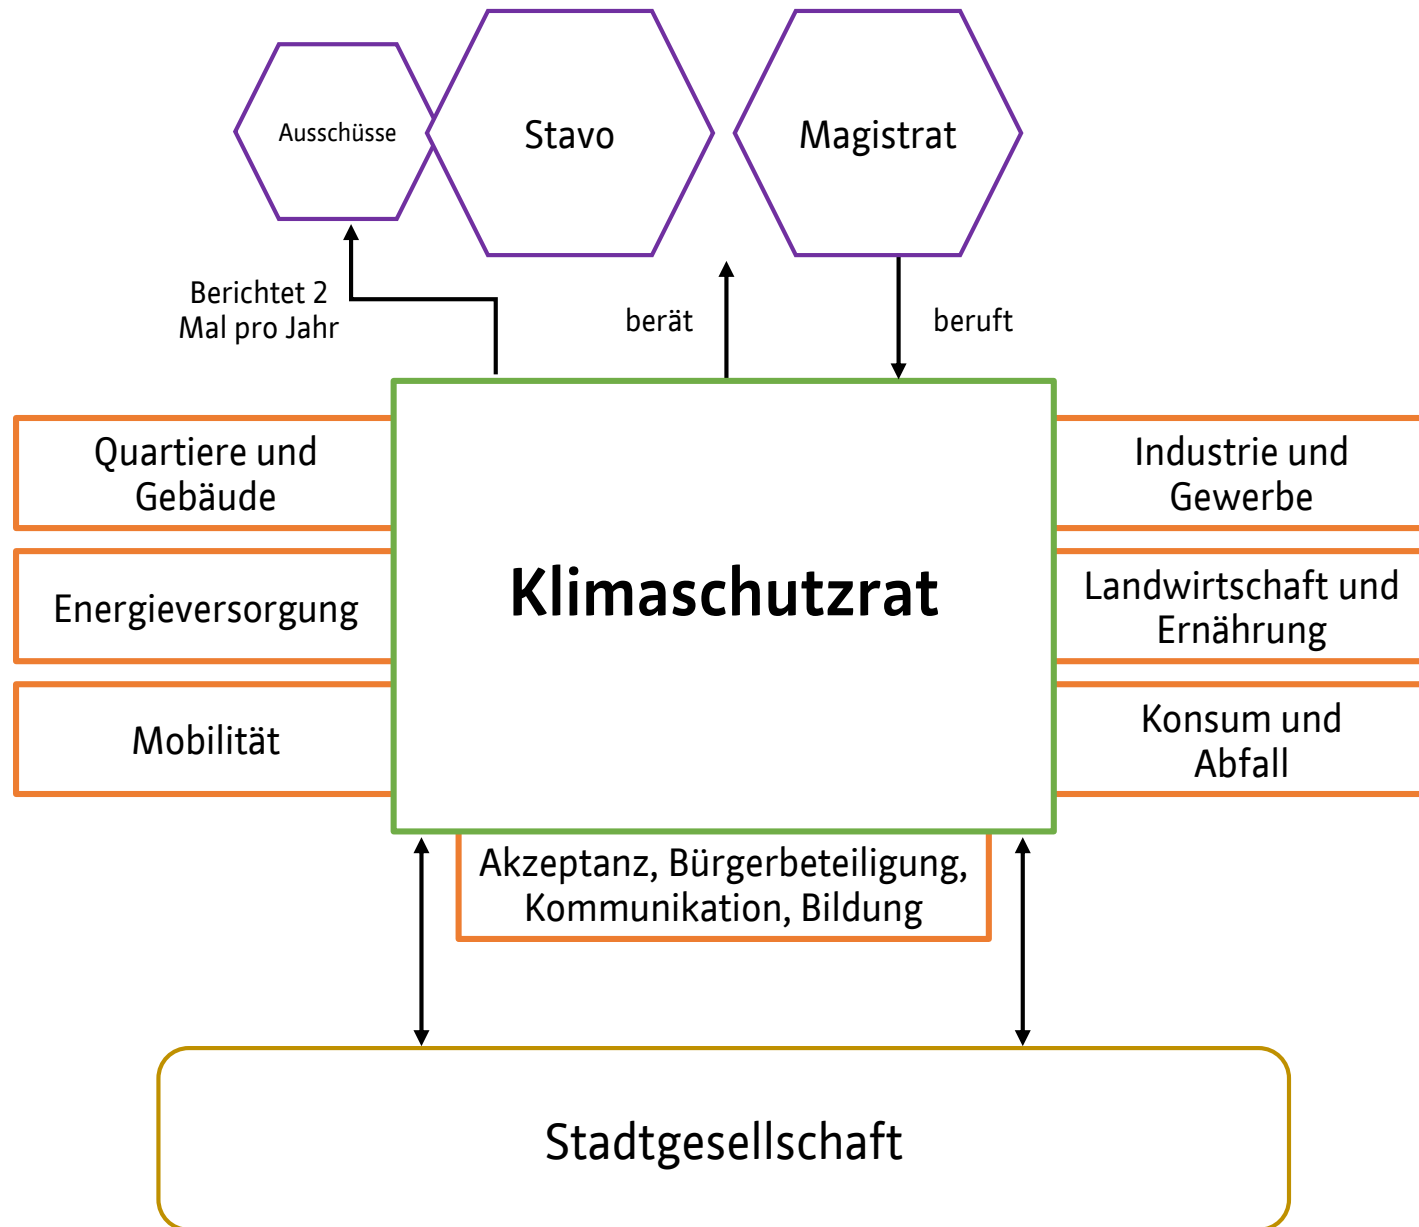 Ausschüsse
Stavo
Magistrat
Berichtet 2
Mal pro Jahr
berät
beruft
Quartiere und
Gebäude
Energieversorgung
Mobilität
Klimaschutzrat
Industrie und
Gewerbe
Landwirtschaft und
Ernährung
Konsum und
Abfall
Akzeptanz, Bürgerbeteiligung,
Kommunikation, Bildung
Stadtgesellschaft